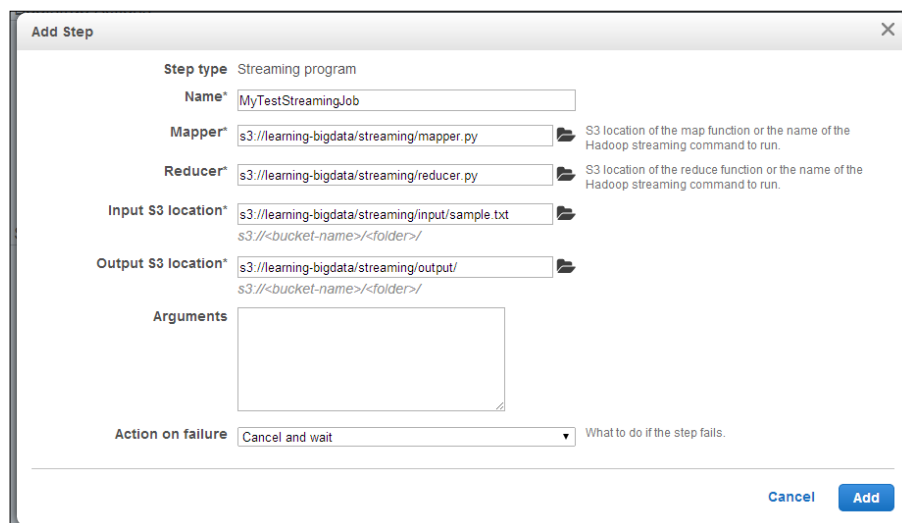 Add Step
Step type Streaming program
Name* MyTestStreamingJob
Mapper* s3://learning-bigdata/streaming/mapper.py S3 location of the map function or the name of the
Hadoop streaming command to run.
Reducer* s3://learning-bigdata/streaming/reducer.py S3 location of the reduce function or the name of the
Hadoop streaming command to run.
Input S3 location* s3://learning-bigdata/streaming/input/sample.txt
s3://<bucket-name>/<folder>/
Output S3 location* s3://learning-bigdata/streaming/output/
s3://<bucket-name>/<folder>/
Arguments
Action on failure Cancel and wait What to do if the step fails.
Cancel Add